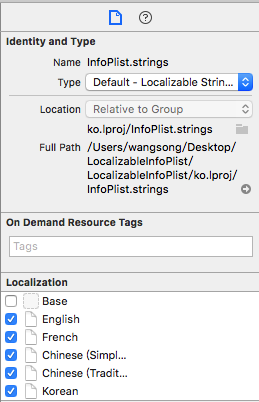 Identity and Type
Name InfoPlist.strings
Type Default - Localizable Strin...
Location Relative to Group
ko.lproj/InfoPlist.strings
Full Path /Users/wangsong/Desktop/
LocalizableInfoPlist/
LocalizableInfoPlist/ko.lproj/
InfoPlist.strings
On Demand Resource Tags
Tags
Localization
Base
English
French
Chinese (Simpl...
Chinese (Tradit...
Korean